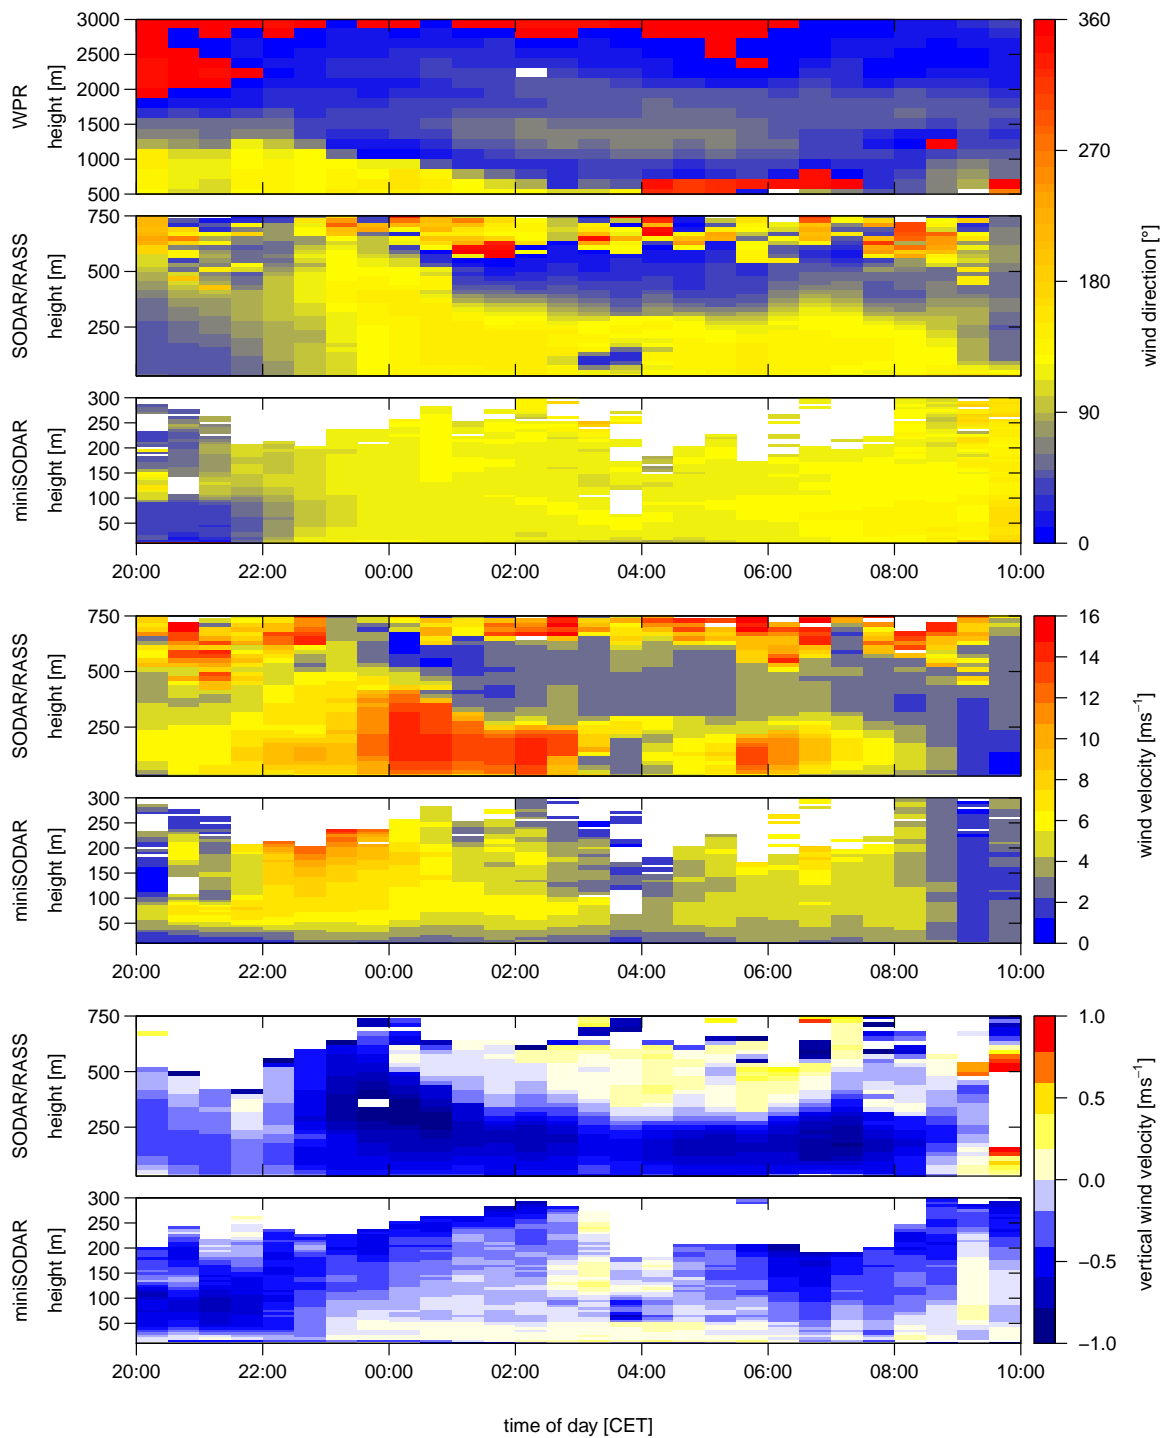 3000
2500
2000
1500
1000
500
WPR
height [m]
750
500
250
SODAR/RASS
height [m]
300
250
200
150
100
50
miniSODAR
height [m]
20:00 22:00 00:00 02:00 04:00 06:00 08:00 10:00
360
270
180
90
0
wind direction [°]
750
500
250
SODAR/RASS
height [m]
300
250
200
150
100
50
miniSODAR
height [m]
20:00 22:00 00:00 02:00 04:00 06:00 08:00 10:00
16
14
12
10
8
6
4
2
0
wind velocity [ms⁻¹]
750
500
250
SODAR/RASS
height [m]
300
250
200
150
100
50
miniSODAR
height [m]
20:00 22:00 00:00 02:00 04:00 06:00 08:00 10:00
1.0
0.5
0.0
−0.5
−1.0
vertical wind velocity [ms⁻¹]
time of day [CET]